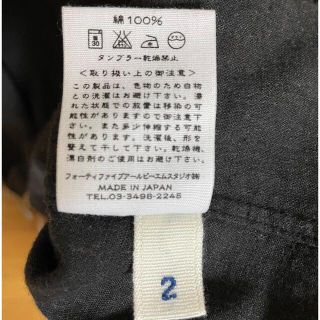 綿100%
30
タンブラー乾燥禁止
<取り扱い上の御注意>
この製品は、色物のため白物
との洗濯はお避け下さい。濡
れた状態での放置は移染の可
能性がありますので御注意下
さい。また多少伸縮する可能
性があります。洗濯後、形を
整えて干して下さい。乾燥機、
漂白剤のご使用はお避け下さい。
フォーティファイブアールピーエムスタジオ㈱
MADE IN JAPAN
TEL.03-3498-2245
2